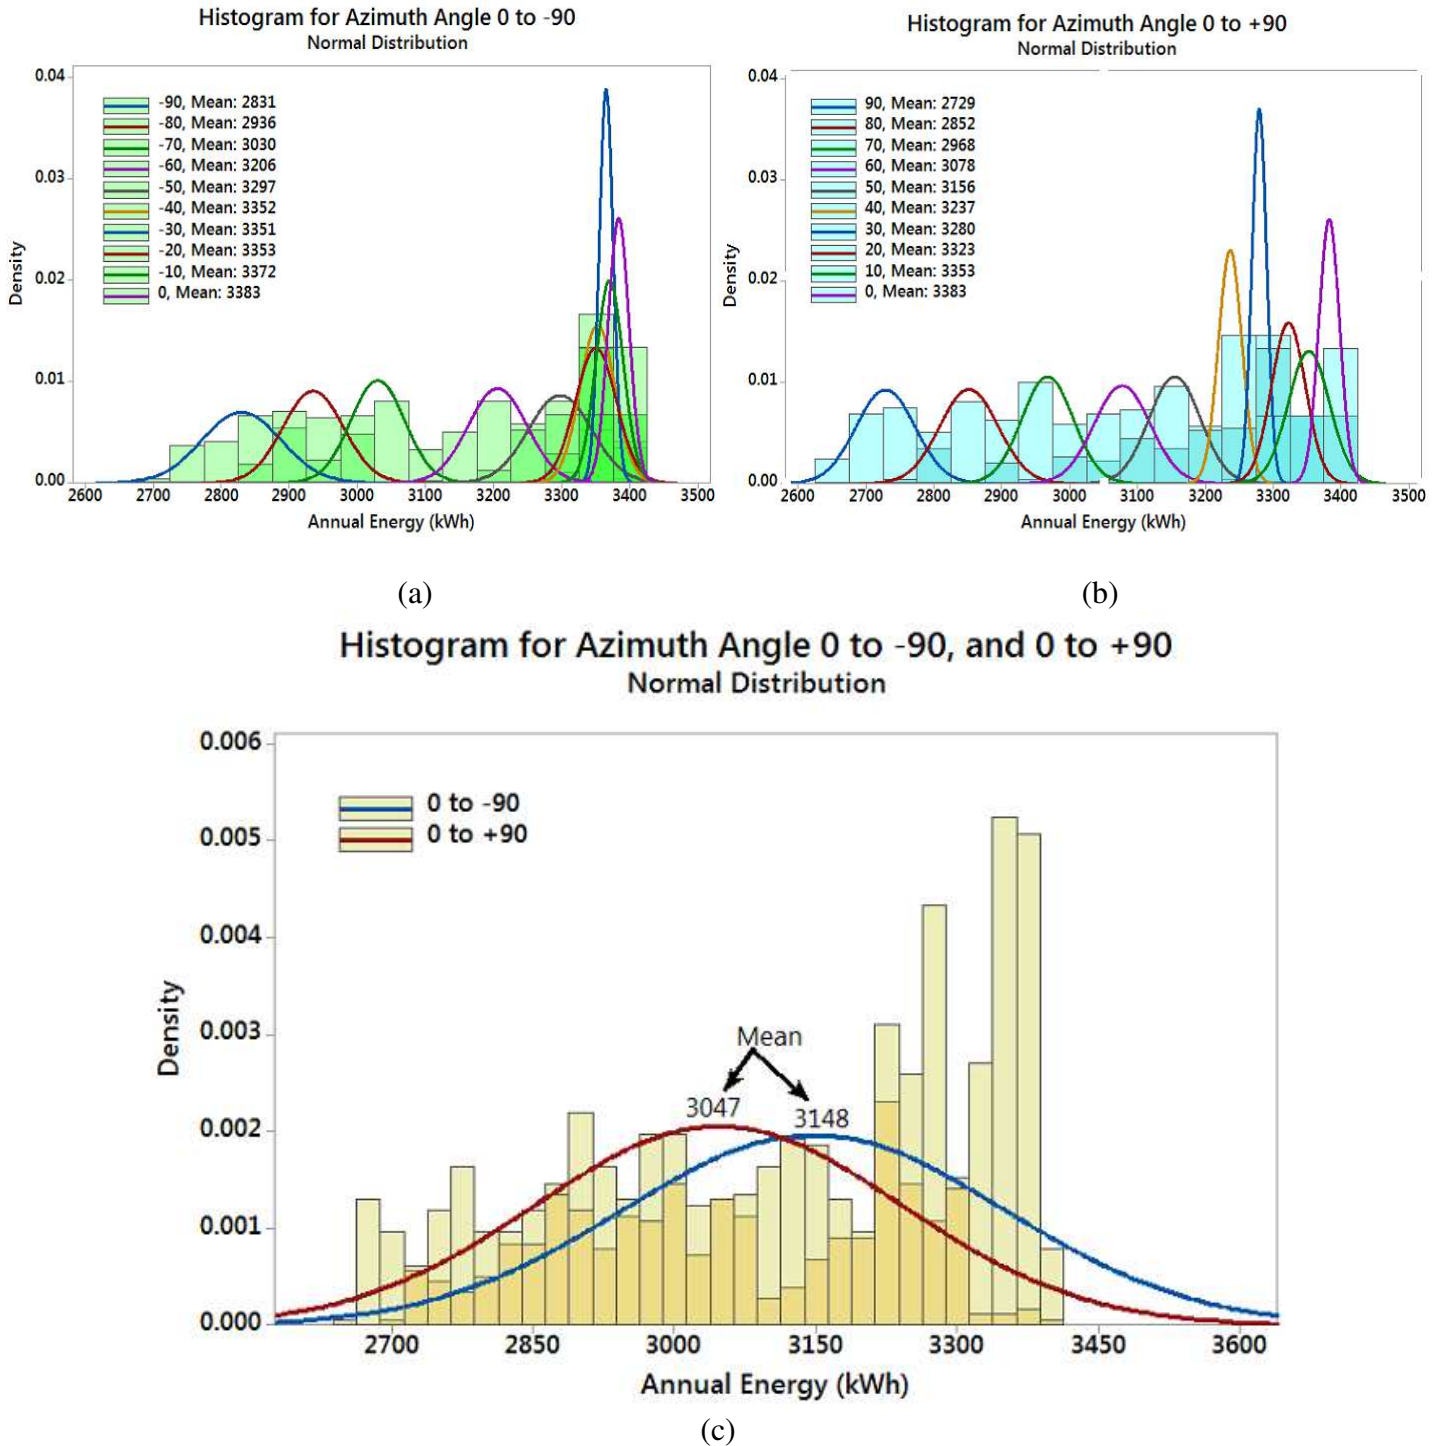 Histogram for Azimuth Angle 0 to -90
Normal Distribution
0.04
0.03
0.02
0.01
0.00
Density
-90, Mean: 2831
-80, Mean: 2936
-70, Mean: 3030
-60, Mean: 3206
-50, Mean: 3297
-40, Mean: 3352
-30, Mean: 3351
-20, Mean: 3353
-10, Mean: 3372
0, Mean: 3383
2600 2700 2800 2900 3000 3100 3200 3300 3400 3500
Annual Energy (kWh)
(a)
Histogram for Azimuth Angle 0 to +90
Normal Distribution
0.04
0.03
0.02
0.01
0.00
Density
90, Mean: 2729
80, Mean: 2852
70, Mean: 2968
60, Mean: 3078
50, Mean: 3156
40, Mean: 3237
30, Mean: 3280
20, Mean: 3323
10, Mean: 3353
0, Mean: 3383
2600 2700 2800 2900 3000 3100 3200 3300 3400 3500
Annual Energy (kWh)
(b)
Histogram for Azimuth Angle 0 to -90, and 0 to +90
Normal Distribution
0.006
0.005
0.004
0.003
0.002
0.001
0.000
Density
0 to -90
0 to +90
Mean
3047
3148
2700 2850 3000 3150 3300 3450 3600
Annual Energy (kWh)
(c)